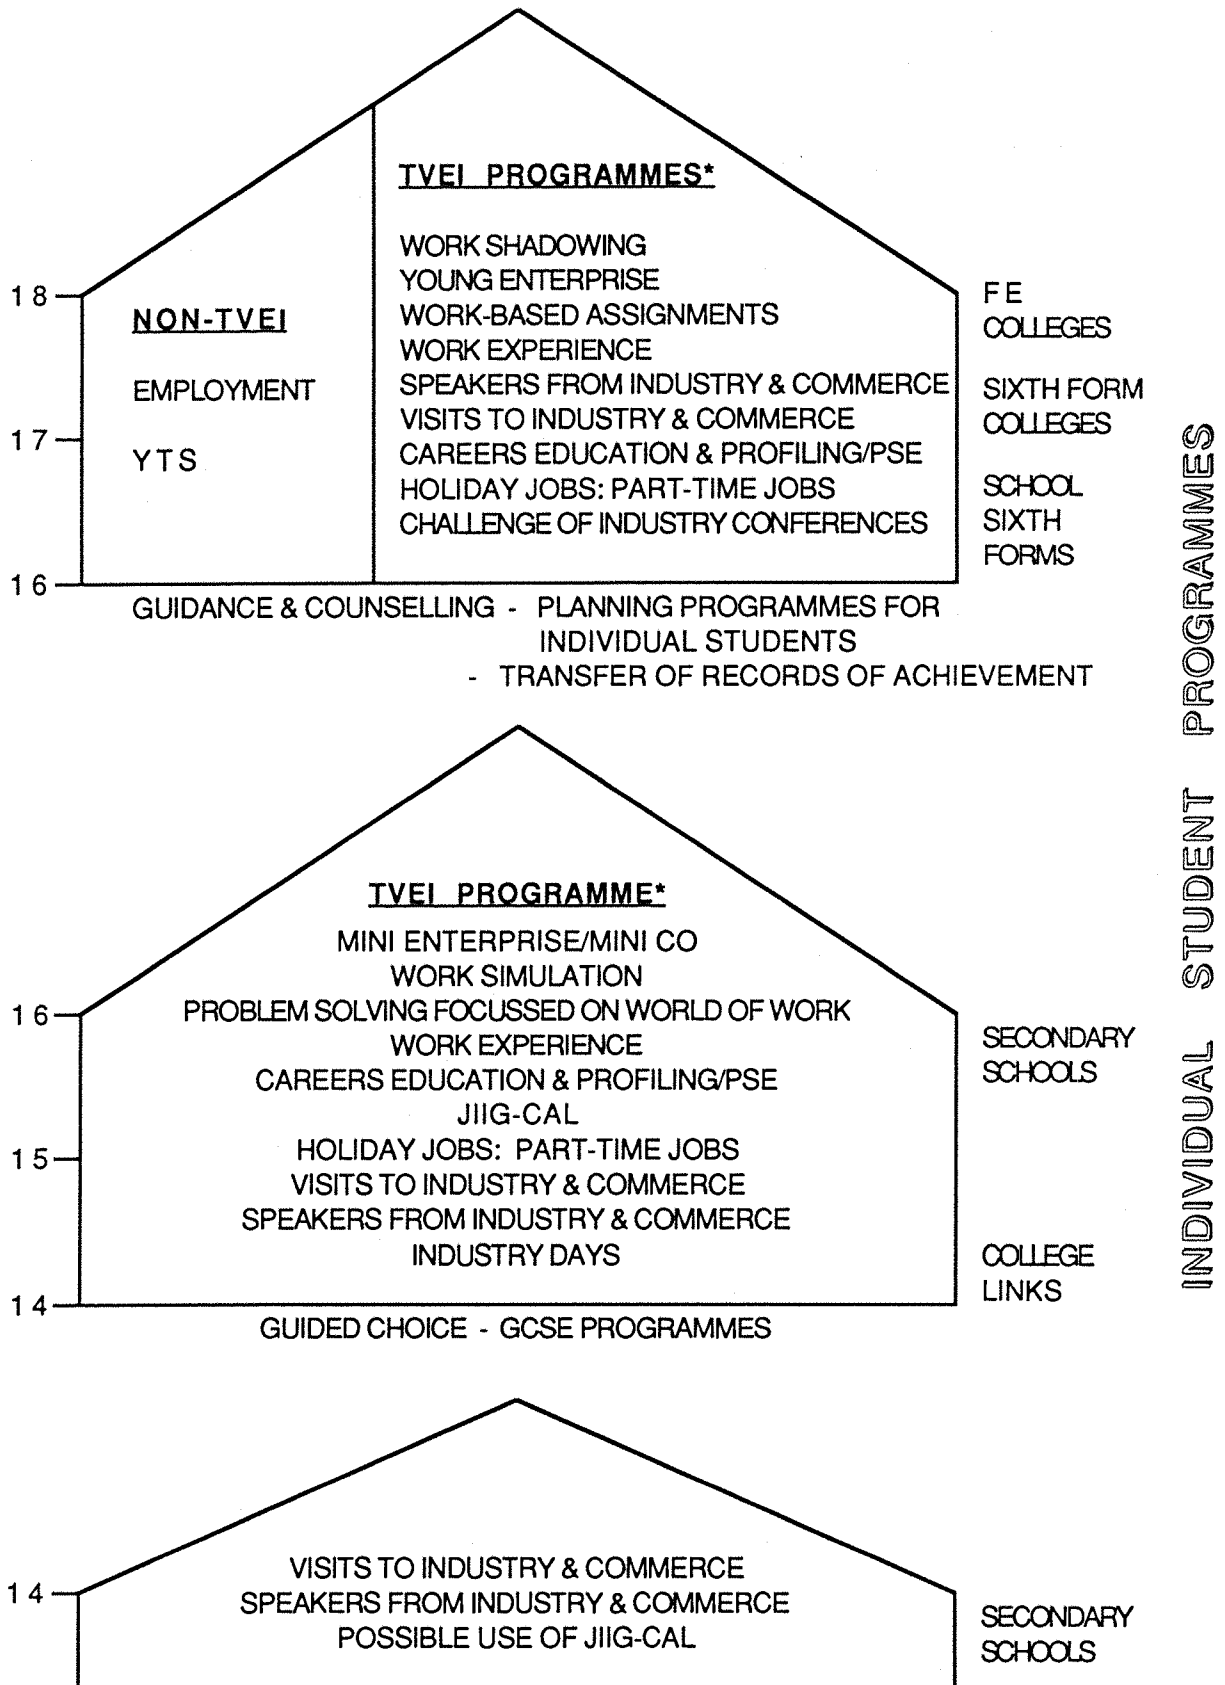 TVEI PROGRAMMES*
WORK SHADOWING
YOUNG ENTERPRISE
WORK-BASED ASSIGNMENTS
WORK EXPERIENCE
SPEAKERS FROM INDUSTRY & COMMERCE
VISITS TO INDUSTRY & COMMERCE
CAREERS EDUCATION & PROFILING/PSE
HOLIDAY JOBS: PART-TIME JOBS
CHALLENGE OF INDUSTRY CONFERENCES
18
17
16
NON-TVEI
EMPLOYMENT
YTS
FE
COLLEGES
SIXTH FORM
COLLEGES
SCHOOL
SIXTH
FORMS
GUIDANCE & COUNSELLING - PLANNING PROGRAMMES FOR
INDIVIDUAL STUDENTS
- TRANSFER OF RECORDS OF ACHIEVEMENT
INDIVIDUAL STUDENT PROGRAMMES
TVEI PROGRAMME*
MINI ENTERPRISE/MINI CO
WORK SIMULATION
PROBLEM SOLVING FOCUSSED ON WORLD OF WORK
WORK EXPERIENCE
CAREERS EDUCATION & PROFILING/PSE
JIIG-CAL
HOLIDAY JOBS: PART-TIME JOBS
VISITS TO INDUSTRY & COMMERCE
SPEAKERS FROM INDUSTRY & COMMERCE
INDUSTRY DAYS
16
15
14
SECONDARY
SCHOOLS
COLLEGE
LINKS
GUIDED CHOICE - GCSE PROGRAMMES
14
VISITS TO INDUSTRY & COMMERCE
SPEAKERS FROM INDUSTRY & COMMERCE
POSSIBLE USE OF JIIG-CAL
SECONDARY
SCHOOLS